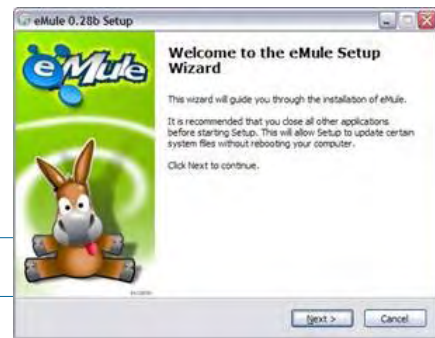 eMule 0.28b Setup
eMule
Welcome to the eMule Setup
Wizard
This wizard will guide you through the installation of eMule.
It is recommended that you close all other applications
before starting Setup. This will allow Setup to update certain
system files without rebooting your computer.
Click Next to continue.
Next >
Cancel